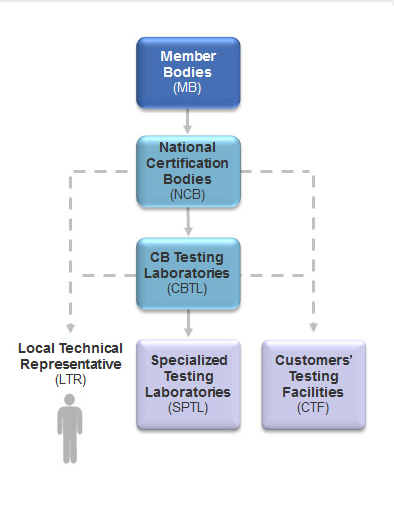 Member
Bodies
(MB)
National
Certification
Bodies
(NCB)
CB Testing
Laboratories
(CBTL)
Local Technical
Representative
(LTR)
Specialized
Testing
Laboratories
(SPTL)
Customers’
Testing
Facilities
(CTF)